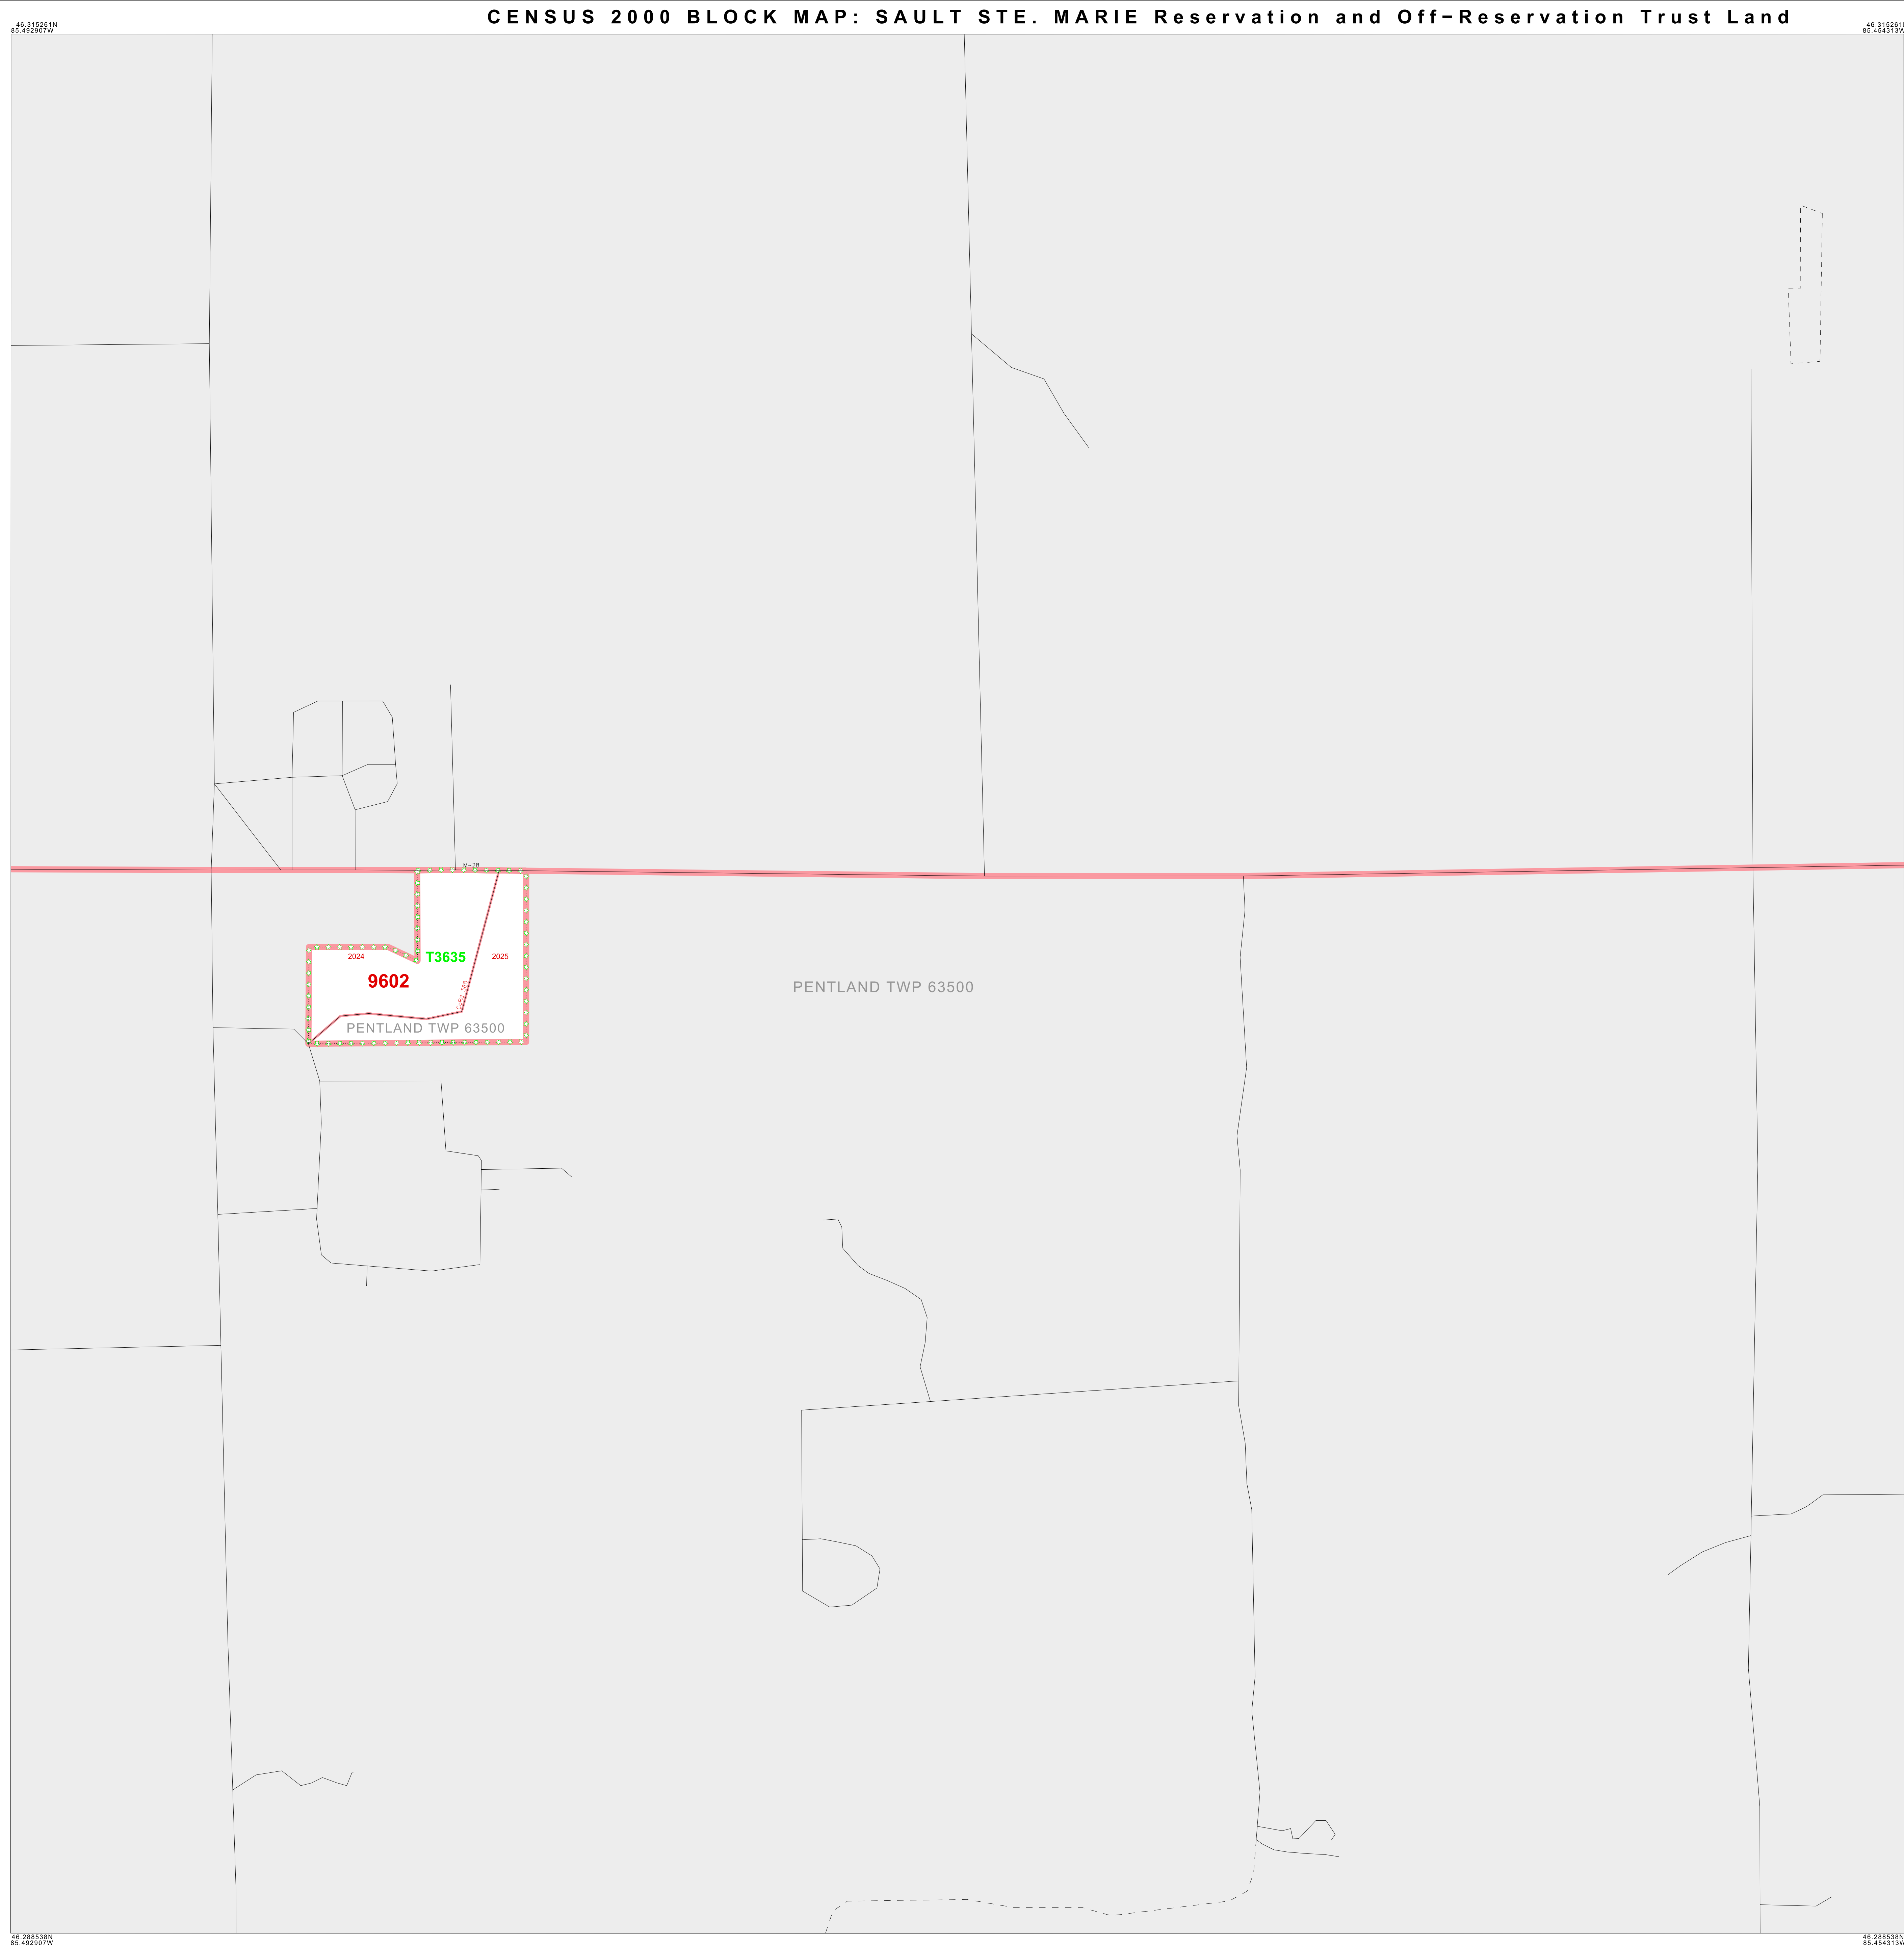 CENSUS 2000 BLOCK MAP: SAULT STE. MARIE Reservation and Off−Reservation Trust Land
46.315261N
85.492907W
46.315261N
85.454313W
M−28
T3635
2024
2025
9602
CoRd 388
PENTLAND TWP 63500
PENTLAND TWP 63500
46.288538N
85.492907W
46.288538N
85.454313W